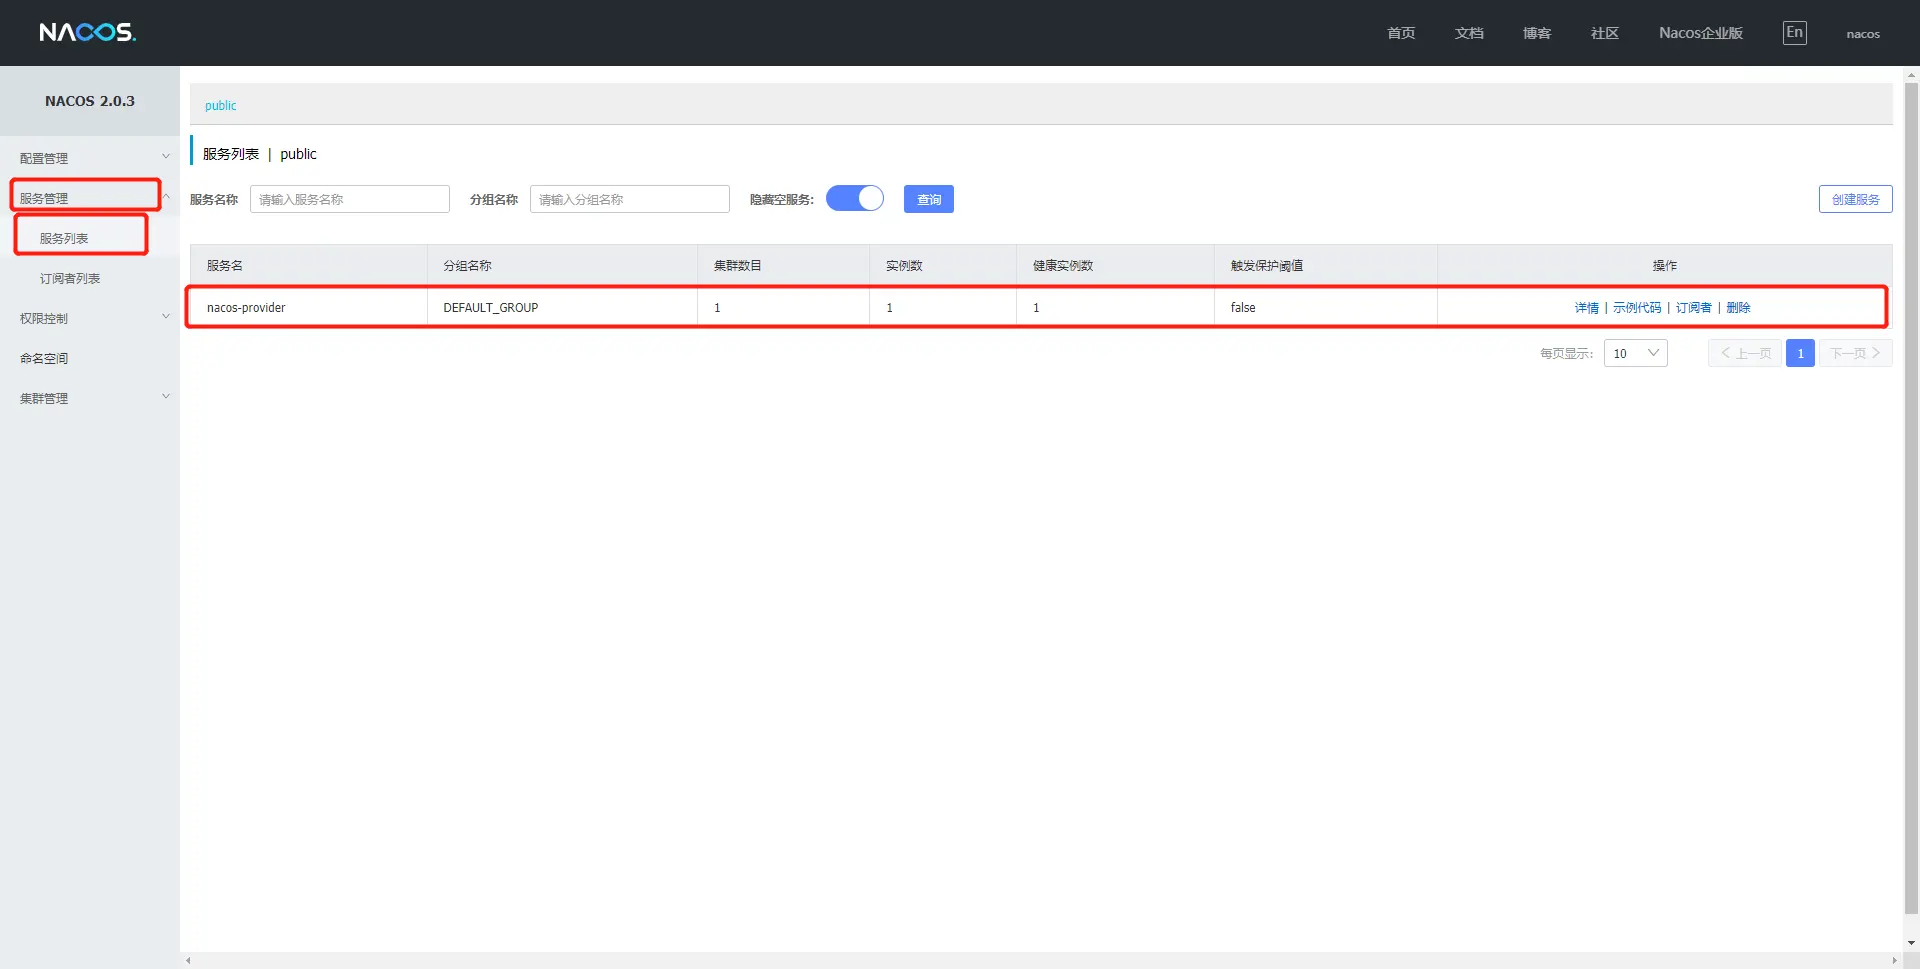 NACOS.
首页 文档 博客 社区 Nacos企业版 En nacos
NACOS 2.0.3
配置管理
服务管理
服务列表
订阅者列表
权限控制
命名空间
集群管理
public
服务列表 | public
服务名称 请输入服务名称 分组名称 请输入分组名称 隐藏空服务: 查询 创建服务
服务名 分组名称 集群数目 实例数 健康实例数 触发保护阈值 操作
nacos-provider DEFAULT_GROUP 1 1 1 false 详情 | 示例代码 | 订阅者 | 删除
每页显示: 10 上一页 1 下一页